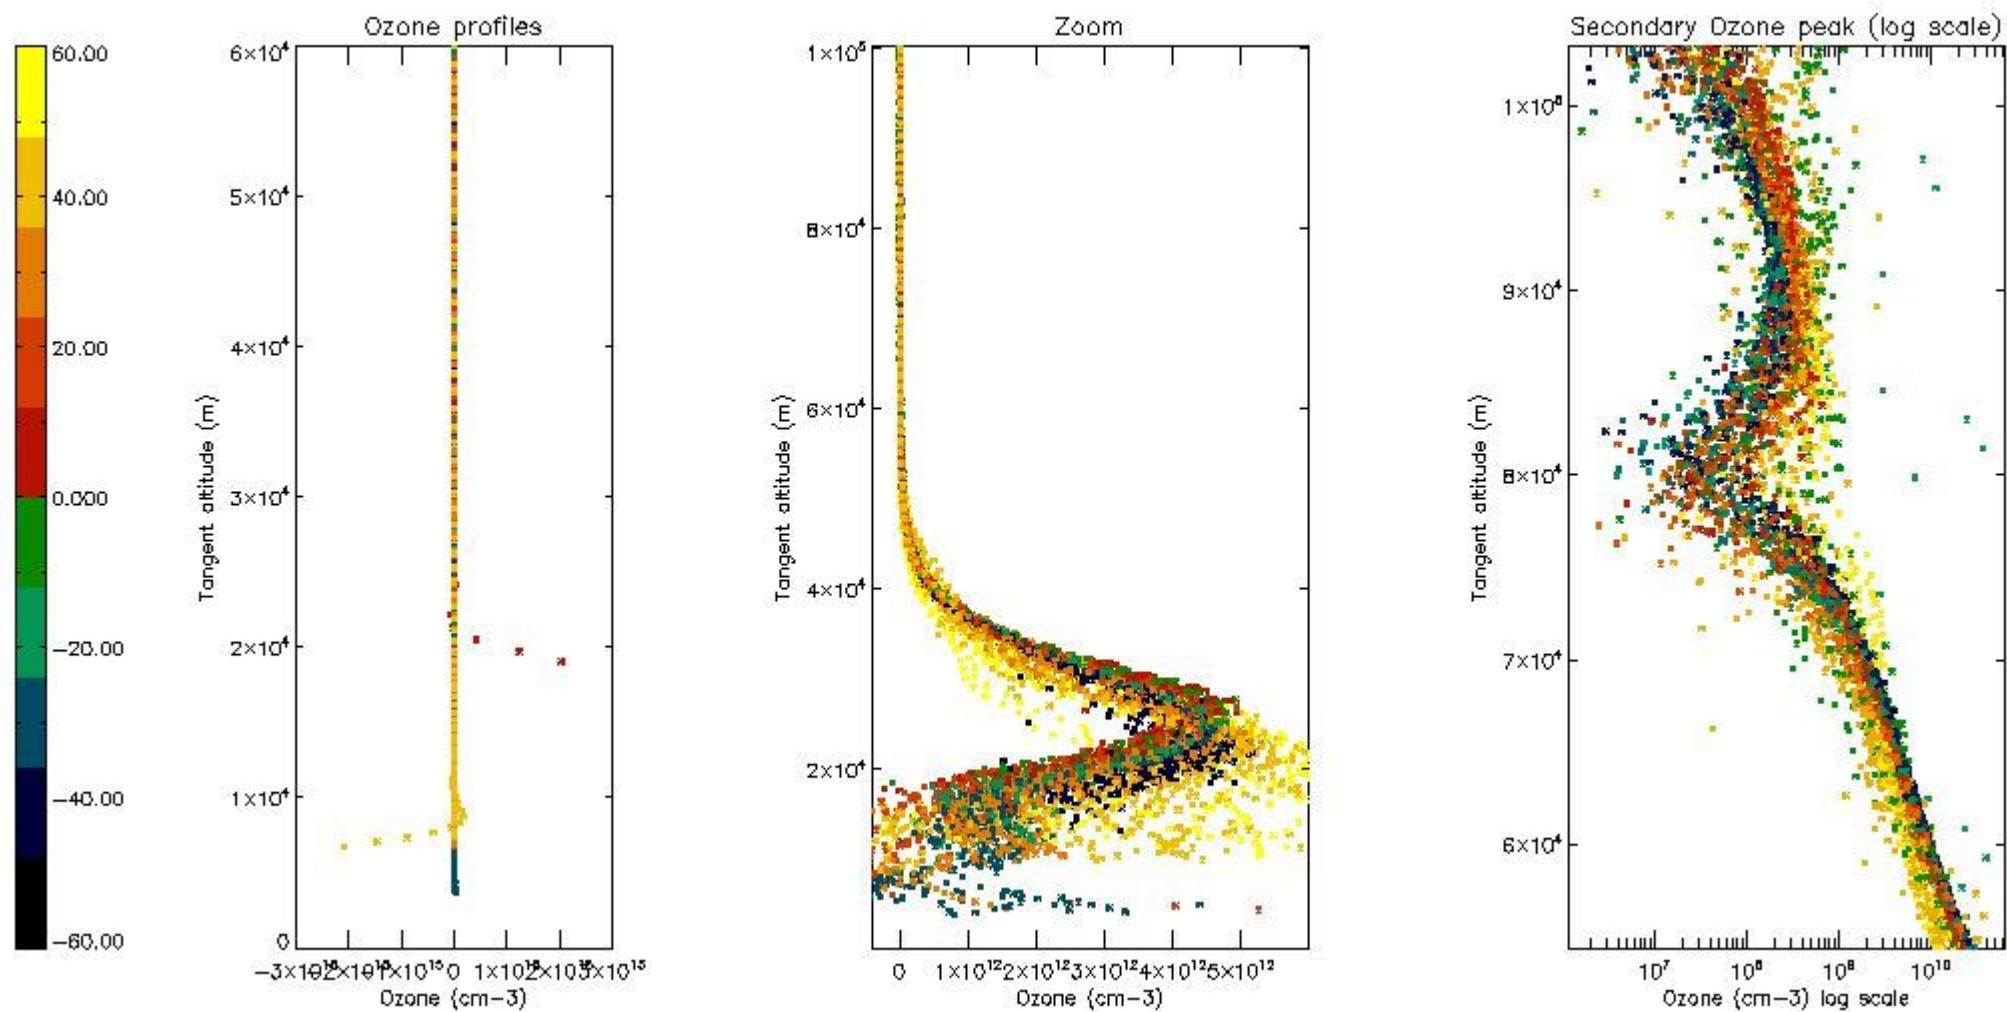 Ozone profiles
Zoom
Secondary Ozone peak (log scale)
60.00
40.00
20.00
0.000
−20.00
−40.00
−60.00
6×10⁴
5×10⁴
4×10⁴
3×10⁴
2×10⁴
1×10⁴
0
Tangent altitude (m)
0
Ozone (cm−3)
1×10⁵
8×10⁴
6×10⁴
4×10⁴
2×10⁴
Tangent altitude (m)
0 1×10¹² 2×10¹² 3×10¹² 4×10¹² 5×10¹²
Ozone (cm−3)
9×10⁴
8×10⁴
7×10⁴
6×10⁴
Tangent altitude (m)
10⁷ 10⁸ 10⁹ 10¹⁰
Ozone (cm−3) log scale